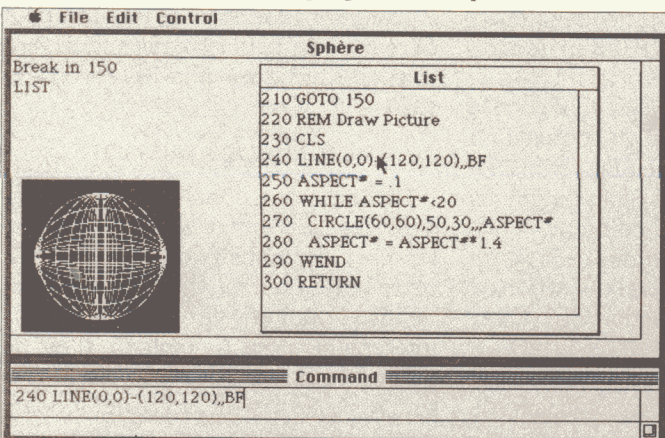 File Edit Control
Sphère
Break in 150
LIST
List
210 GOTO 150
220 REM Draw Picture
230 CLS
240 LINE(0,0)-(120,120),,BF
250 ASPECT# = .1
260 WHILE ASPECT#<20
270 CIRCLE(60,60),50,30,,,ASPECT#
280 ASPECT# = ASPECT#*1.4
290 WEND
300 RETURN
Command
240 LINE(0,0)-(120,120),,BF